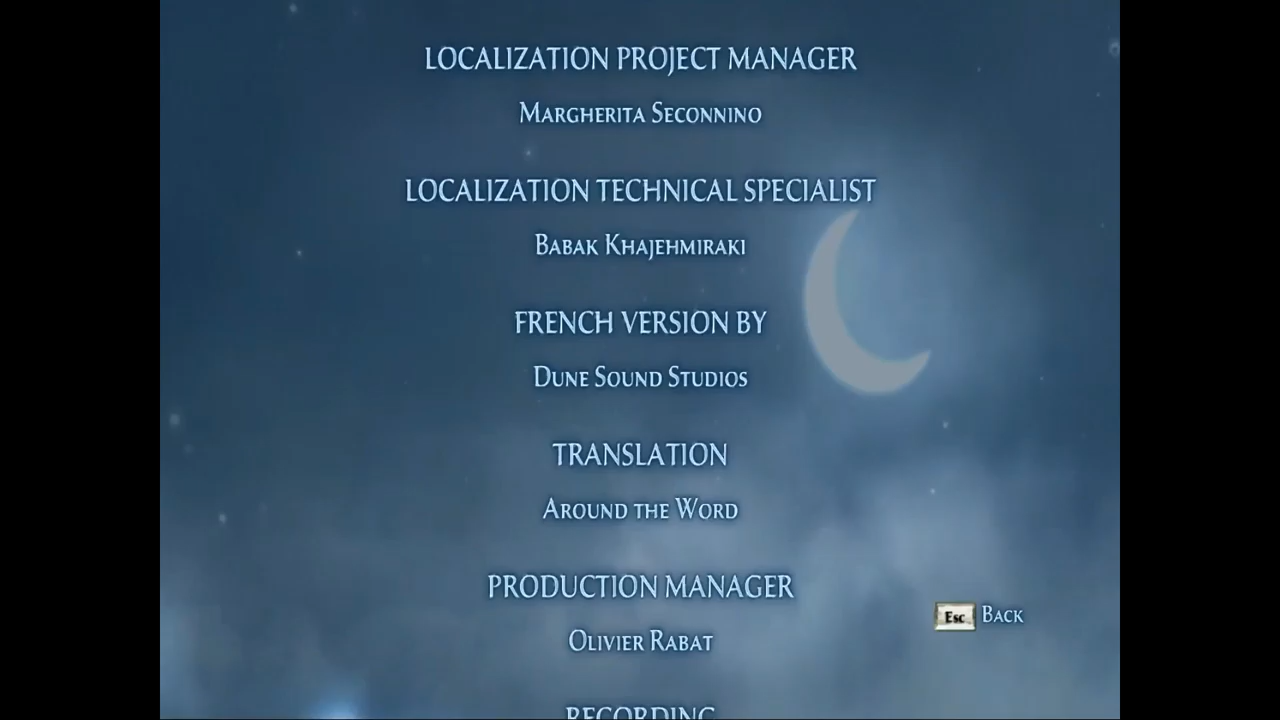 LOCALIZATION PROJECT MANAGER
MARGHERITA SECONNINO
LOCALIZATION TECHNICAL SPECIALIST
BABAK KHAJEHMIRAKI
FRENCH VERSION BY
DUNE SOUND STUDIOS
TRANSLATION
AROUND THE WORD
PRODUCTION MANAGER
Esc BACK
OLIVIER RABAT
RECORDING